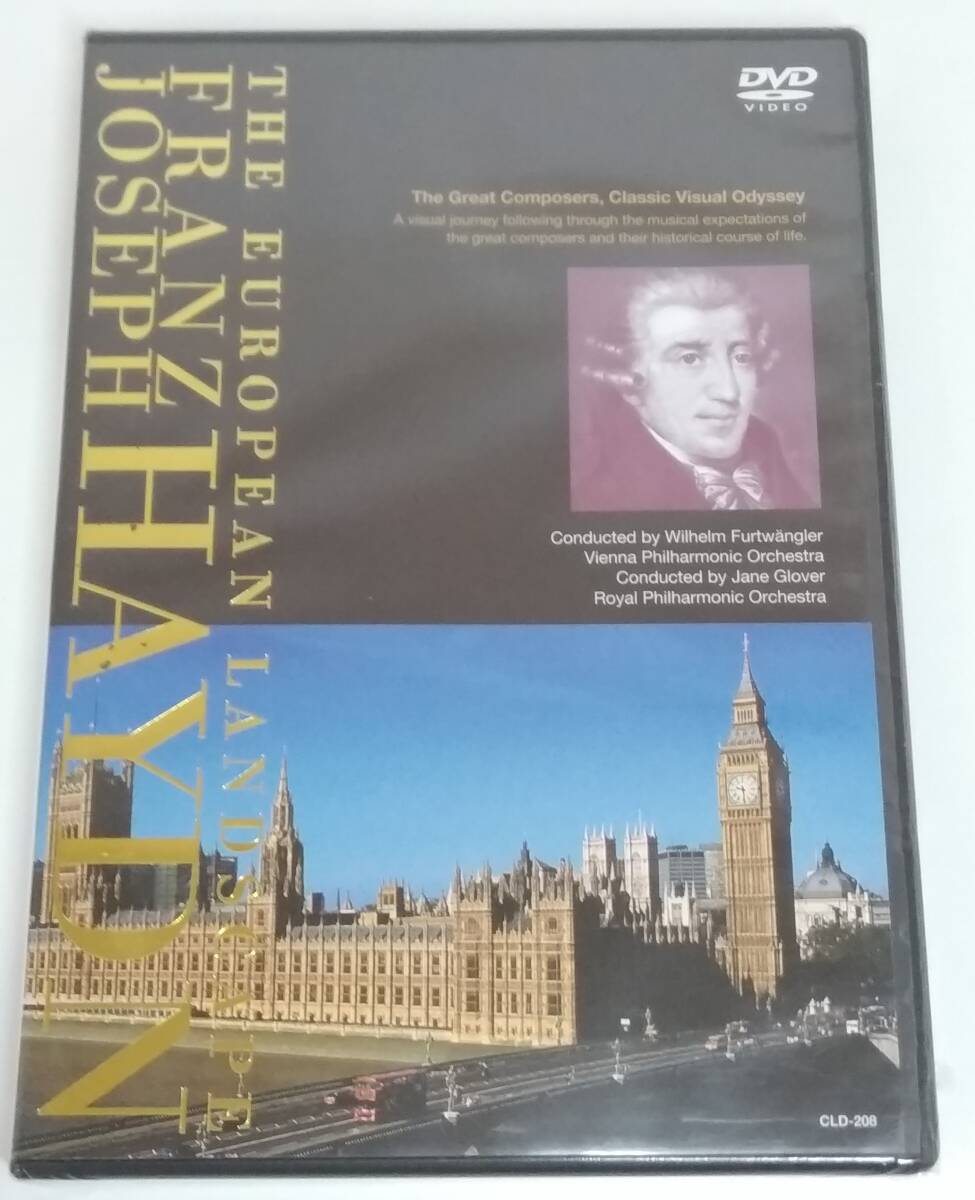 THE EUROPEAN LANDSCAPE
FRANZ
JOSEPH
HAYDN
DVD
VIDEO
The Great Composers, Classic Visual Odyssey
A visual journey following through the musical expectations of
the great composers and their historical course of life.
Conducted by Wilhelm Furtwängler
Vienna Philharmonic Orchestra
Conducted by Jane Glover
Royal Philharmonic Orchestra
CLD-208